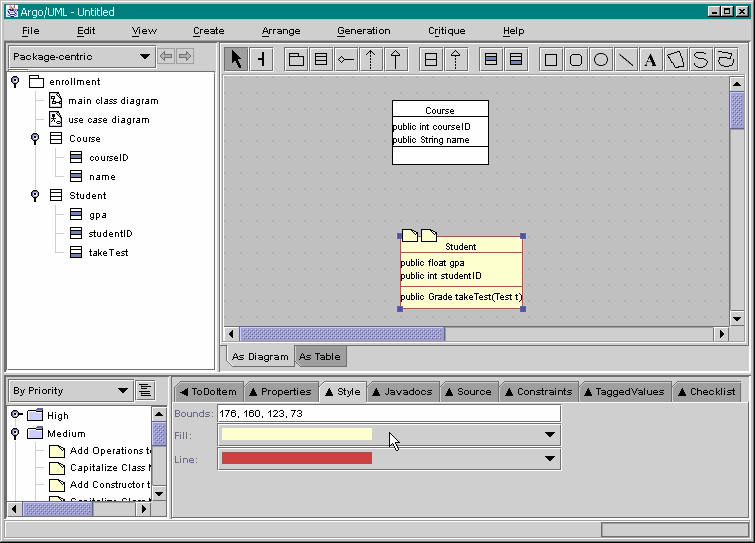 Argo/UML - Untitled
File Edit View Create Arrange Generation Critique Help
Package-centric
A
enrollment
main class diagram
use case diagram
Course
courseID
name
Student
gpa
studentID
takeTest
Course
public int courseID
public String name
Student
public float gpa
public int studentID
public Grade takeTest(Test t)
As Diagram As Table
By Priority
High
Medium
Add Operations t
Capitalize Class
Add Constructor t
Capitalize Class
ToDoItem Properties Style Javadocs Source Constraints TaggedValues Checklist
Bounds: 176, 160, 123, 73
Fill:
Line: